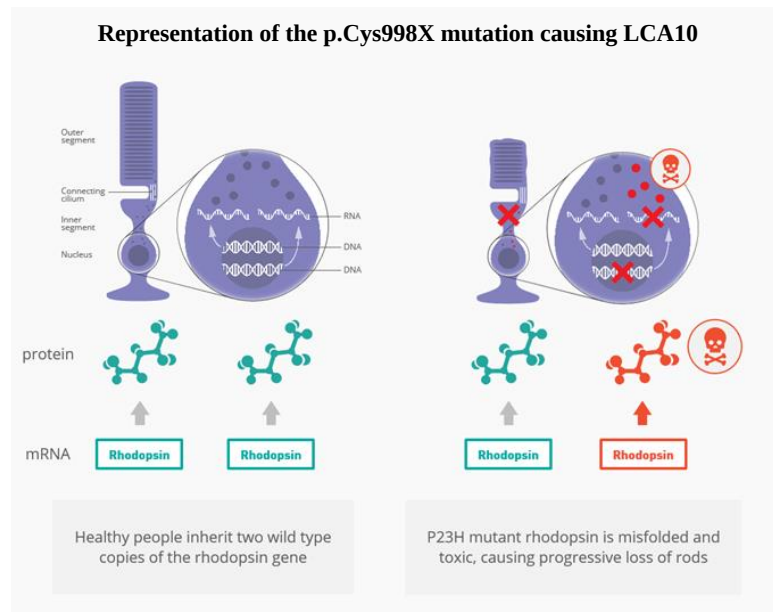 Representation of the p.Cys998X mutation causing LCA10
Outer
segment
Connecting
cilium
Inner
segment
Nucleus
RNA
DNA
DNA
protein
mRNA
Rhodopsin
Rhodopsin
Rhodopsin
Rhodopsin
Healthy people inherit two wild type
copies of the rhodopsin gene
P23H mutant rhodopsin is misfolded and
toxic, causing progressive loss of rods